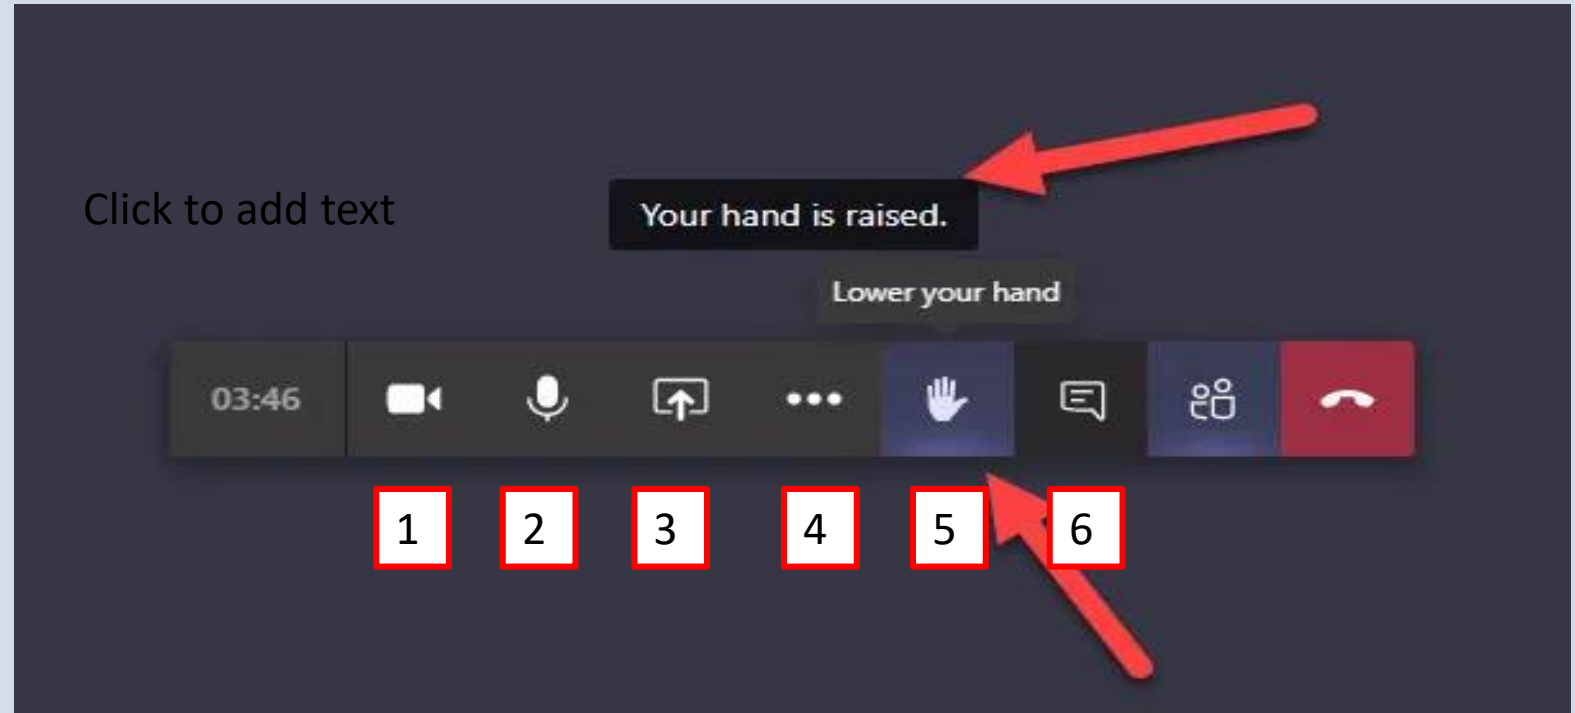 Click to add text
Your hand is raised.
Lower your hand
03:46
1 2 3 4 5 6